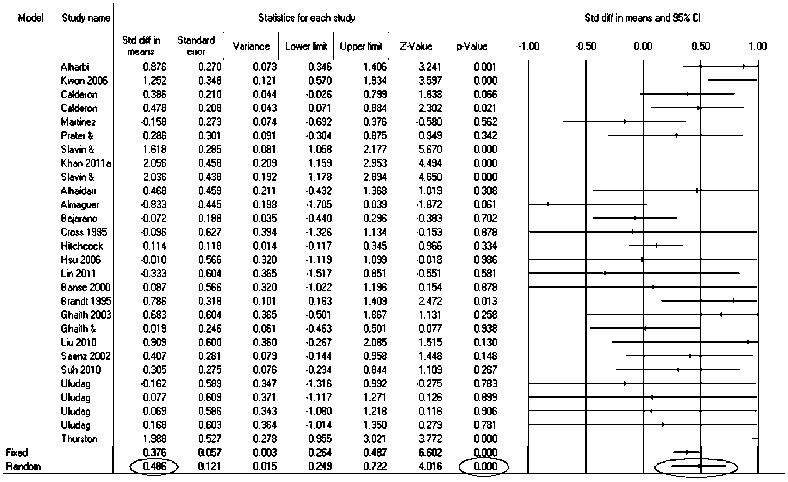 Model Study name Statistics for each study Std diff in means and 95% CI
Std diff in means Standard error Variance Lower limit Upper limit Z-Value p-Value -1.00 -0.50 0.00 0.50 1.00
Alharbi 0.876 0.270 0.073 0.346 1.406 3.241 0.001
Kwon 2006 1.252 0.348 0.121 0.570 1.934 3.597 0.000
Calderon 0.386 0.210 0.044 -0.026 0.799 1.838 0.066
Calderon 0.478 0.208 0.043 0.071 0.884 2.302 0.021
Martinez -0.158 0.273 0.074 -0.692 0.376 -0.580 0.562
Prater & 0.286 0.301 0.091 -0.304 0.875 0.949 0.342
Slavin & 1.618 0.285 0.081 1.068 2.177 5.670 0.000
Khan 2011a 2.056 0.458 0.209 1.159 2.953 4.494 0.000
Slavin & 2.036 0.438 0.192 1.178 2.894 4.650 0.000
Alhaidari 0.468 0.459 0.211 -0.432 1.368 1.019 0.308
Almaguer -0.833 0.445 0.198 -1.705 0.039 -1.872 0.061
Bejarano -0.072 0.188 0.035 -0.440 0.296 -0.383 0.702
Cross 1995 -0.096 0.627 0.394 -1.326 1.134 -0.153 0.878
Hitchcock 0.114 0.118 0.014 -0.117 0.345 0.966 0.334
Hsu 2006 -0.010 0.566 0.320 -1.119 1.099 -0.018 0.986
Lin 2011 -0.333 0.604 0.365 -1.517 0.851 -0.551 0.581
Banse 2000 0.087 0.566 0.320 -1.022 1.196 0.154 0.878
Brandt 1995 0.786 0.318 0.101 0.163 1.409 2.472 0.013
Ghaith 2003 0.683 0.604 0.365 -0.501 1.867 1.131 0.258
Ghaith & 0.019 0.246 0.061 -0.463 0.501 0.077 0.938
Liu 2010 0.909 0.600 0.360 -0.267 2.085 1.515 0.130
Saenz 2002 0.407 0.281 0.079 -0.144 0.958 1.448 0.148
Suh 2010 0.305 0.275 0.076 -0.234 0.844 1.109 0.267
Uludag -0.162 0.589 0.347 -1.316 0.992 -0.275 0.783
Uludag 0.077 0.609 0.371 -1.117 1.271 0.126 0.899
Uludag 0.069 0.586 0.343 -1.080 1.218 0.118 0.906
Uludag 0.168 0.603 0.364 -1.014 1.350 0.279 0.781
Thurston 1.988 0.527 0.278 0.955 3.021 3.772 0.000
Fixed 0.376 0.057 0.003 0.264 0.487 6.602 0.000
Random 0.486 0.121 0.015 0.249 0.722 4.016 0.000